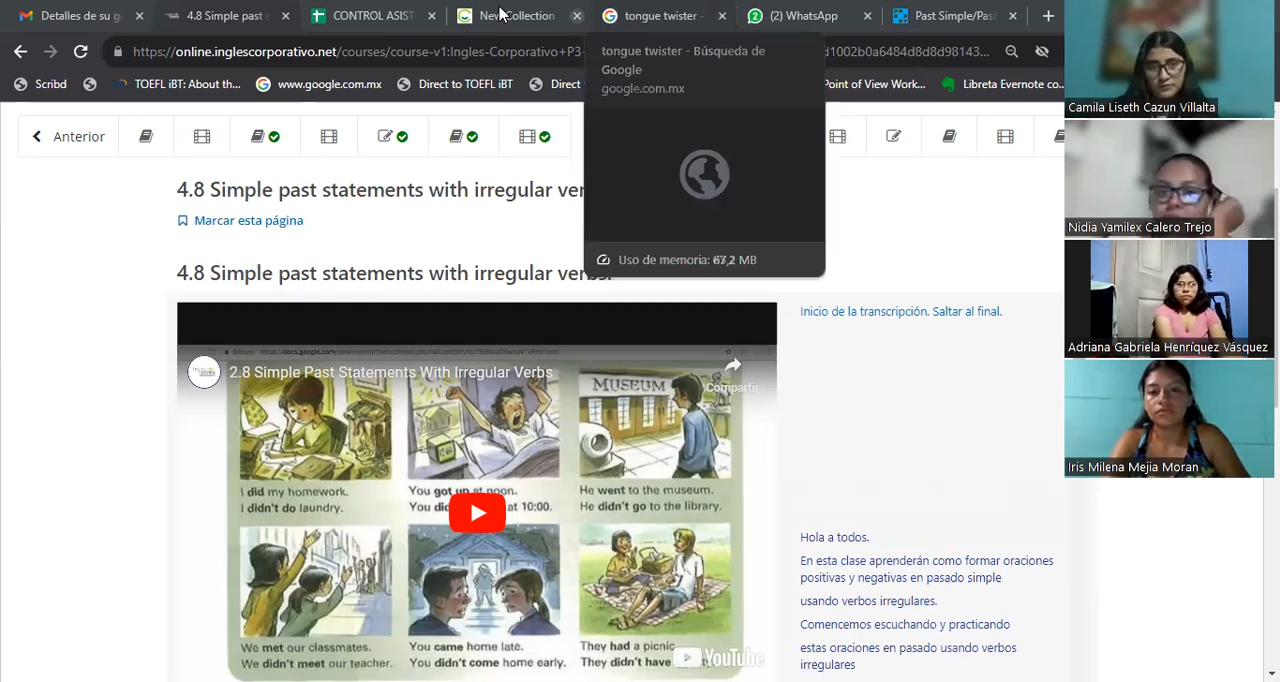 Detalles de su g
4.8 Simple past
CONTROL ASIST
New Collection
tongue twister -
(2) WhatsApp
Past Simple/Past
https://online.inglescorporativo.net/courses/course-v1:Ingles-Corporativo+P3
d1002b0a6484d8d8d98143...
Scribd
TOEFL iBT: About th...
www.google.com.mx
Direct to TOEFL iBT
Direct
Point of View Work...
Libreta Evernote co...
tongue twister - Búsqueda de
Google
google.com.mx
Uso de memoria: 67,2 MB
Anterior
4.8 Simple past statements with irregular ver
Marcar esta página
4.8 Simple past statements with irregular verbs.
2.8 Simple Past Statements With Irregular Verbs
Compartir
MUSEUM
I did my homework.
I didn't do laundry.
You got up at noon.
You di at 10:00.
He went to the museum.
He didn't go to the library.
We met our classmates.
We didn't meet our teacher.
You came home late.
You didn't come home early.
They had a picnic
They didn't have
YouTube
Inicio de la transcripción. Saltar al final.
Hola a todos.
En esta clase aprenderán como formar oraciones
positivas y negativas en pasado simple
usando verbos irregulares.
Comencemos escuchando y practicando
estas oraciones en pasado usando verbos
irregulares
Camila Liseth Cazun Villalta
Nidia Yamilex Calero Trejo
Adriana Gabriela Henríquez Vásquez
Iris Milena Mejia Moran